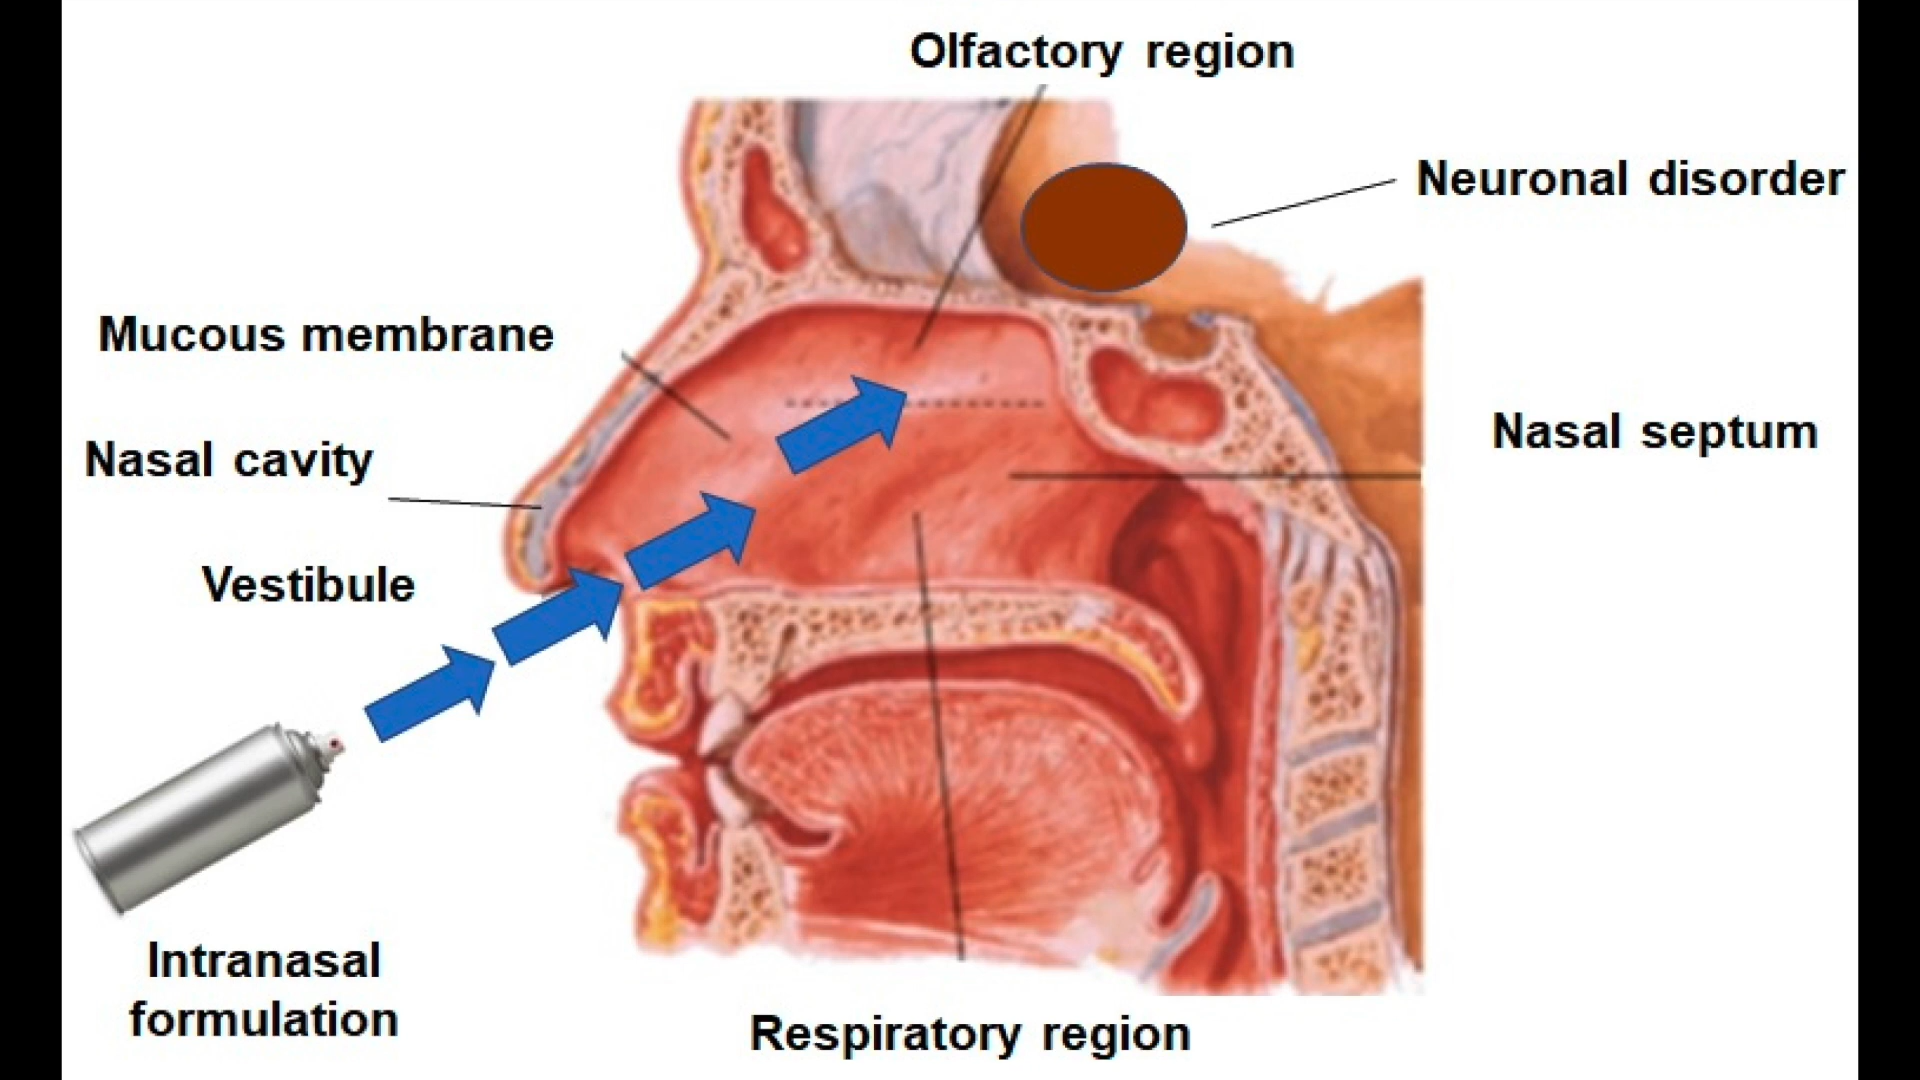 Olfactory region
Neuronal disorder
Mucous membrane
Nasal cavity
Nasal septum
Vestibule
Intranasal
formulation
Respiratory region